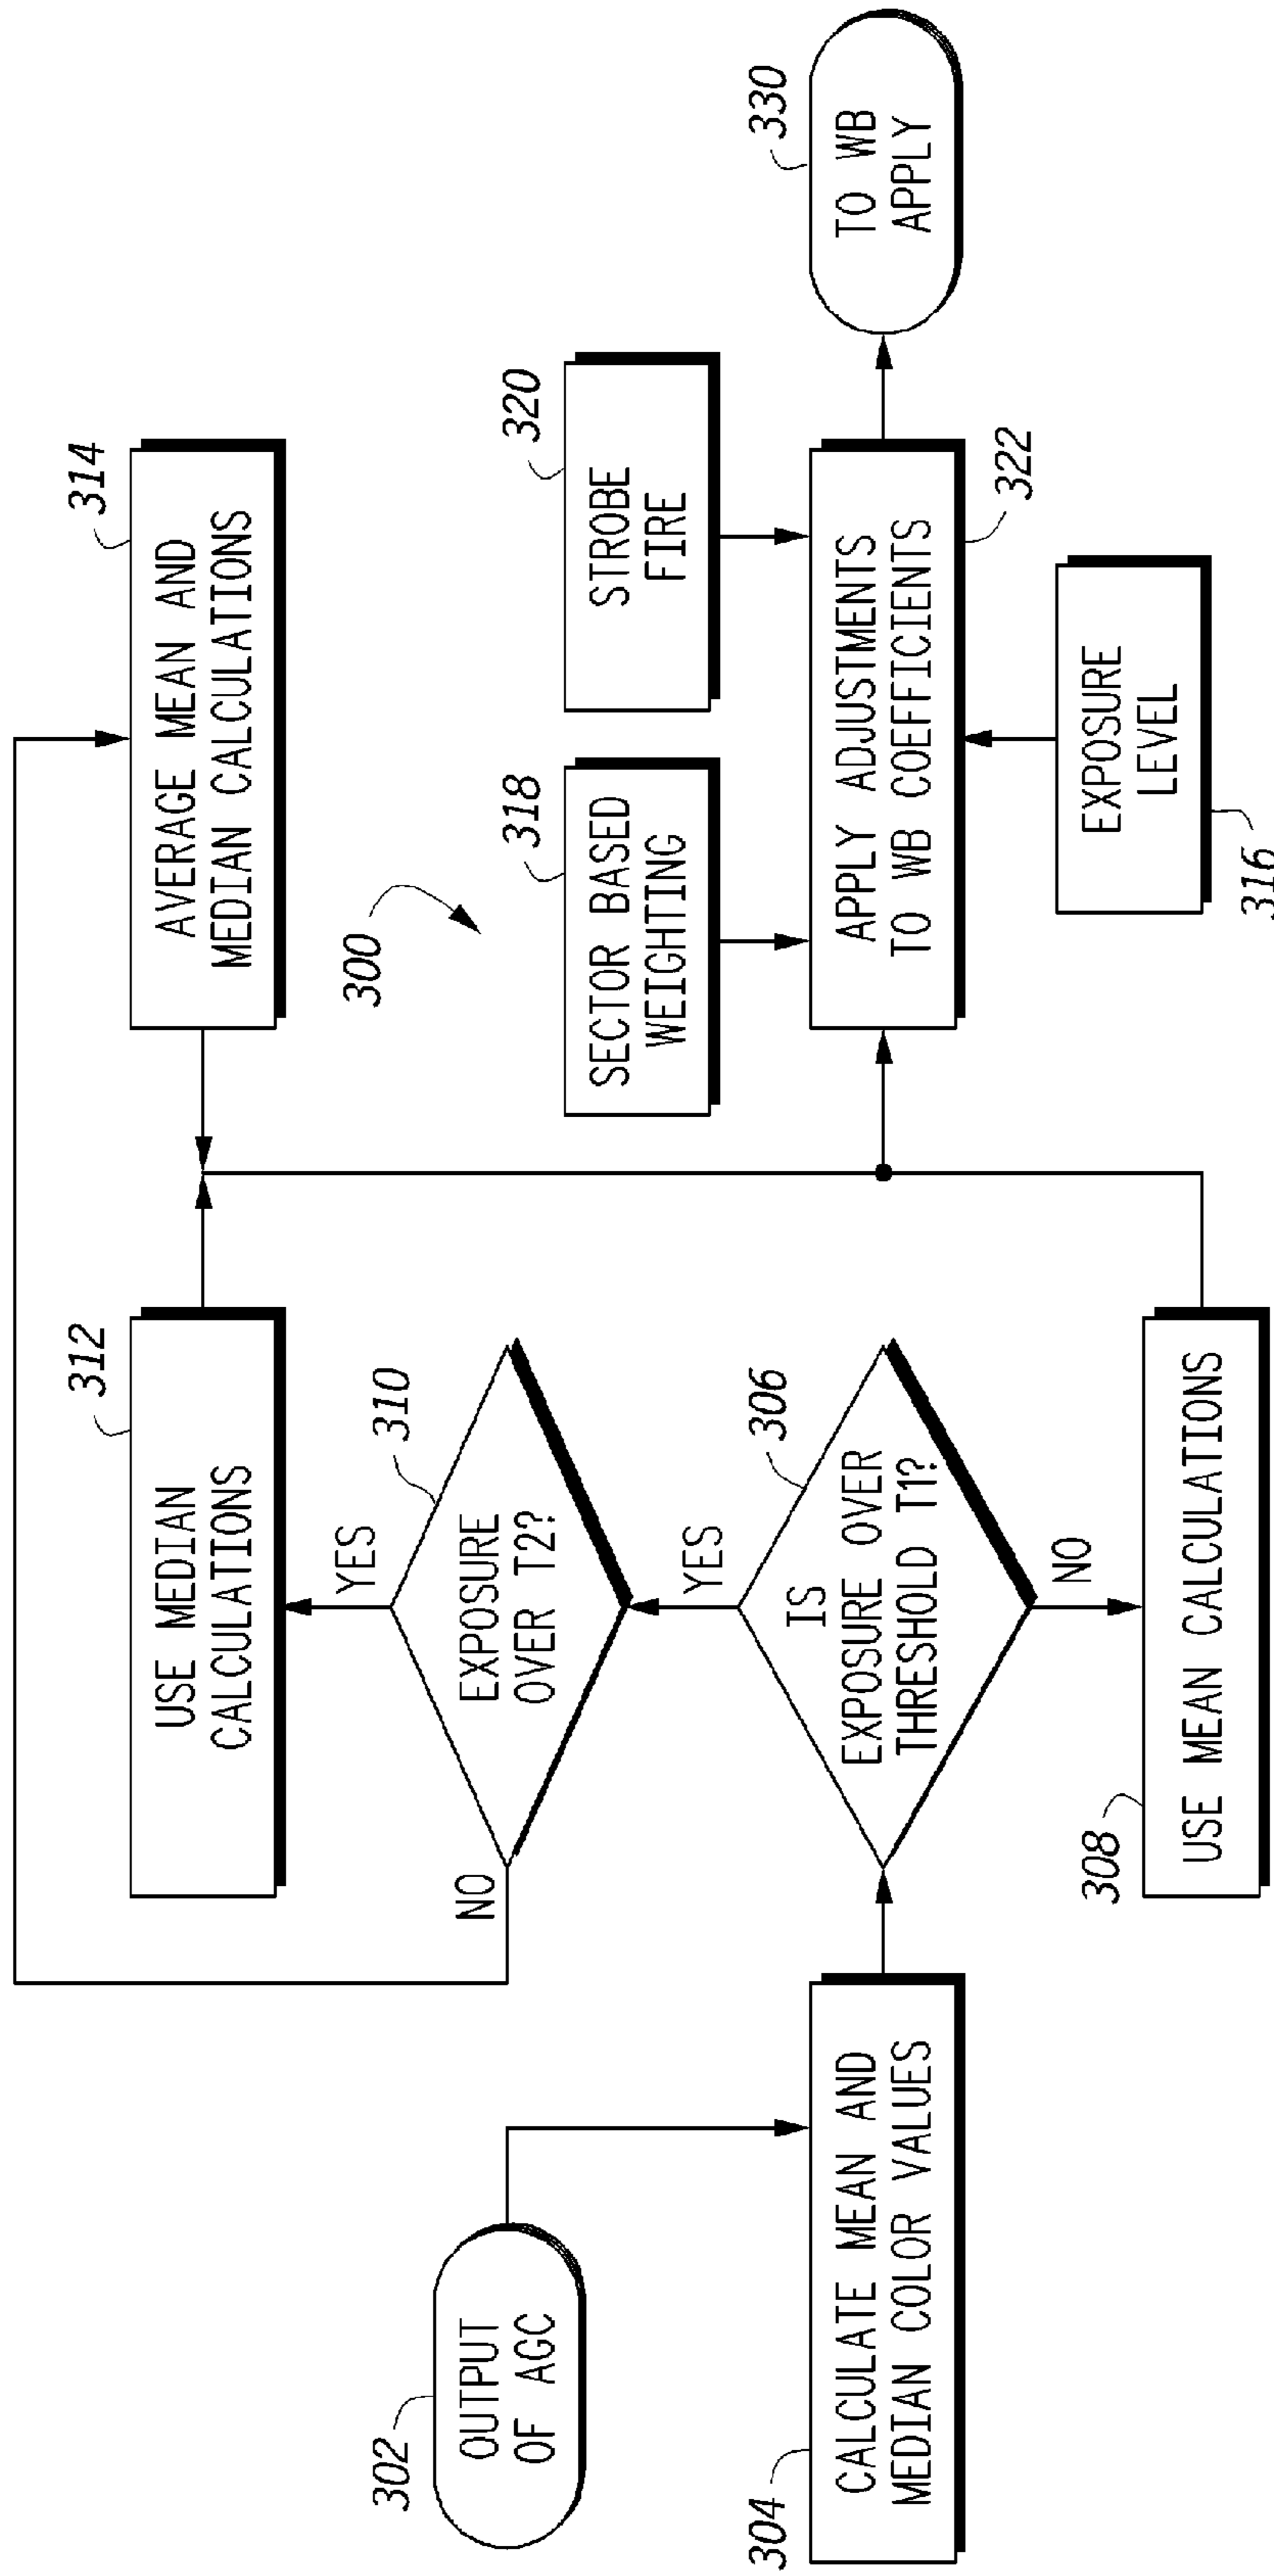 302
OUTPUT
OF AGC
304
CALCULATE MEAN AND
MEDIAN COLOR VALUES
306
IS
EXPOSURE OVER
THRESHOLD T1?
NO
308
USE MEAN CALCULATIONS
YES
310
EXPOSURE
OVER T2?
NO
YES
312
USE MEDIAN
CALCULATIONS
314
AVERAGE MEAN AND
MEDIAN CALCULATIONS
300
318
SECTOR BASED
WEIGHTING
320
STROBE
FIRE
APPLY ADJUSTMENTS
TO WB COEFFICIENTS
322
EXPOSURE
LEVEL
316
330
TO WB
APPLY